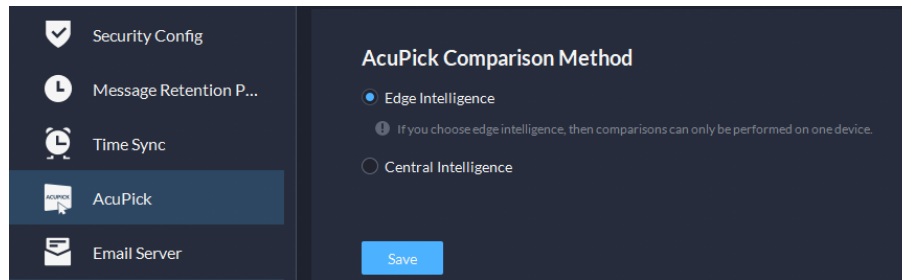 Security Config
Message Retention P...
Time Sync
ACUPICK
AcuPick
Email Server
AcuPick Comparison Method
Edge Intelligence
If you choose edge intelligence, then comparisons can only be performed on one device.
Central Intelligence
Save